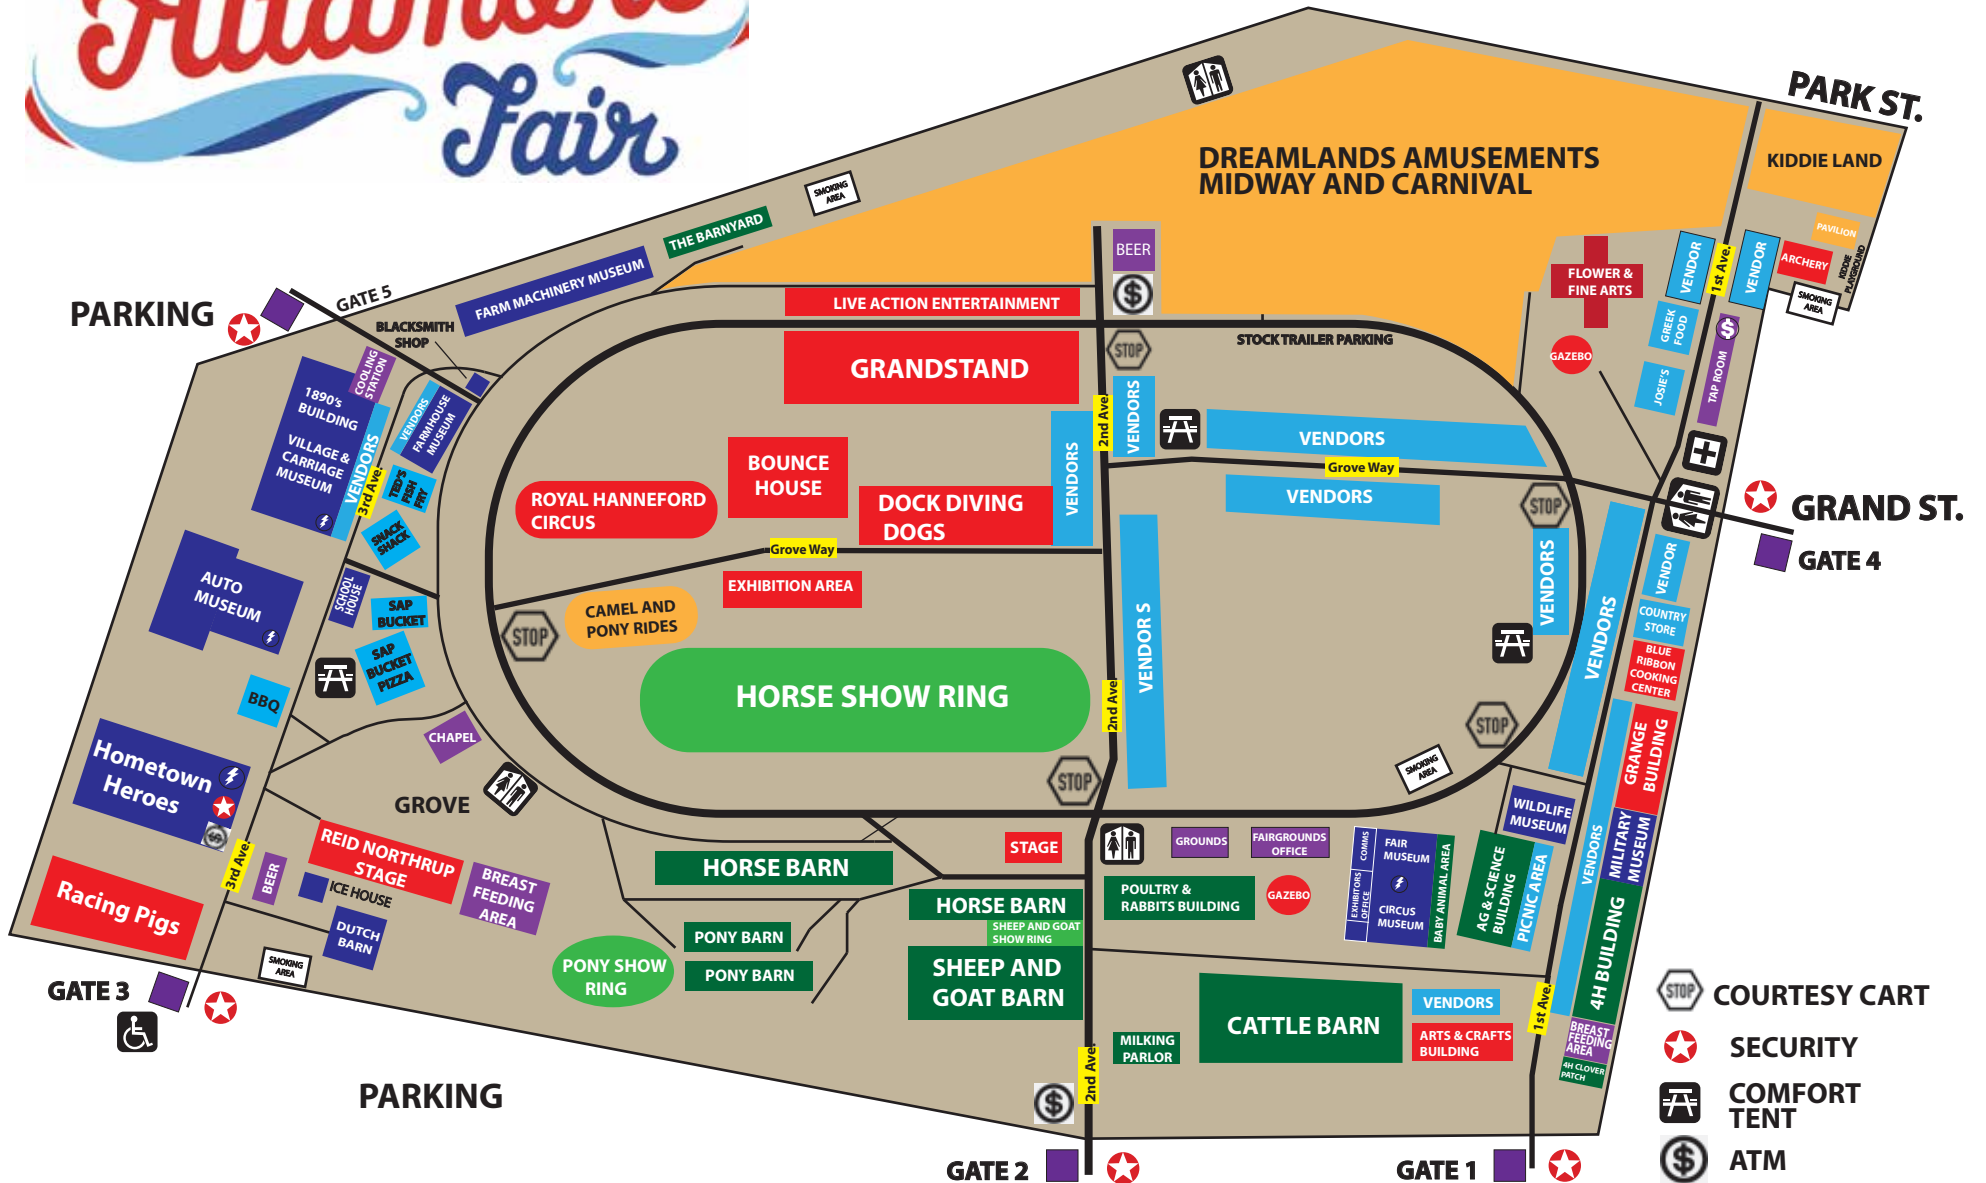 Altamont
Fair
PARK ST.
KIDDIE LAND
DREAMLANDS AMUSEMENTS
MIDWAY AND CARNIVAL
SMOKING
AREA
THE BARNYARD
FARM MACHINERY MUSEUM
PAVILION
KIDDIE
PLAYGROUND
ARCHERY
SMOKING
AREA
VENDOR
1st Ave.
VENDOR
BEER
$
FLOWER &
FINE ARTS
GREEK
FOOD
GAZEBO
JOSIE'S
$
TAP ROOM
PARKING
GATE 5
BLACKSMITH
SHOP
LIVE ACTION ENTERTAINMENT
GRANDSTAND
STOP
STOCK TRAILER PARKING
COOLING
STATION
1890's
BUILDING
VILLAGE &
CARRIAGE
MUSEUM
VENDORS
3rd Ave.
VENDORS
FARMHOUSE
MUSEUM
TED'S
FISH
FRY
SNACK
SHACK
2nd Ave.
VENDORS
VENDORS
VENDORS
Grove Way
VENDORS
BOUNCE
HOUSE
ROYAL HANNEFORD
CIRCUS
DOCK DIVING
DOGS
Grove Way
EXHIBITION AREA
CAMEL AND
PONY RIDES
STOP
STOP
VENDORS
VENDORS
GRAND ST.
GATE 4
VENDOR
COUNTRY
STORE
BLUE
RIBBON
COOKING
CENTER
AUTO
MUSEUM
SCHOOL
HOUSE
SAP
BUCKET
SAP
BUCKET
PIZZA
BBQ
CHAPEL
HORSE SHOW RING
2nd Ave.
VENDOR S
STOP
STOP
SMOKING
AREA
GRANGE
BUILDING
VENDORS
MILITARY
MUSEUM
WILDLIFE
MUSEUM
Hometown
Heroes
$
GROVE
REID NORTHRUP
STAGE
3rd Ave.
BEER
BREAST
FEEDING
AREA
ICE HOUSE
DUTCH
BARN
Racing Pigs
SMOKING
AREA
HORSE BARN
STAGE
GROUNDS
FAIRGROUNDS
OFFICE
COMMS
EXHIBITORS
OFFICE
FAIR
MUSEUM
CIRCUS
MUSEUM
BABY ANIMAL AREA
AG & SCIENCE
BUILDING
PICNIC AREA
POULTRY &
RABBITS BUILDING
GAZEBO
HORSE BARN
SHEEP AND GOAT
SHOW RING
SHEEP AND
GOAT BARN
PONY BARN
PONY BARN
PONY SHOW
RING
4H BUILDING
BREAST
FEEDING
AREA
4H CLOVER
PATCH
1st Ave.
CATTLE BARN
VENDORS
ARTS & CRAFTS
BUILDING
MILKING
PARLOR
2nd Ave.
$
GATE 3
PARKING
GATE 2
GATE 1
STOP
COURTESY CART
SECURITY
COMFORT
TENT
$
ATM